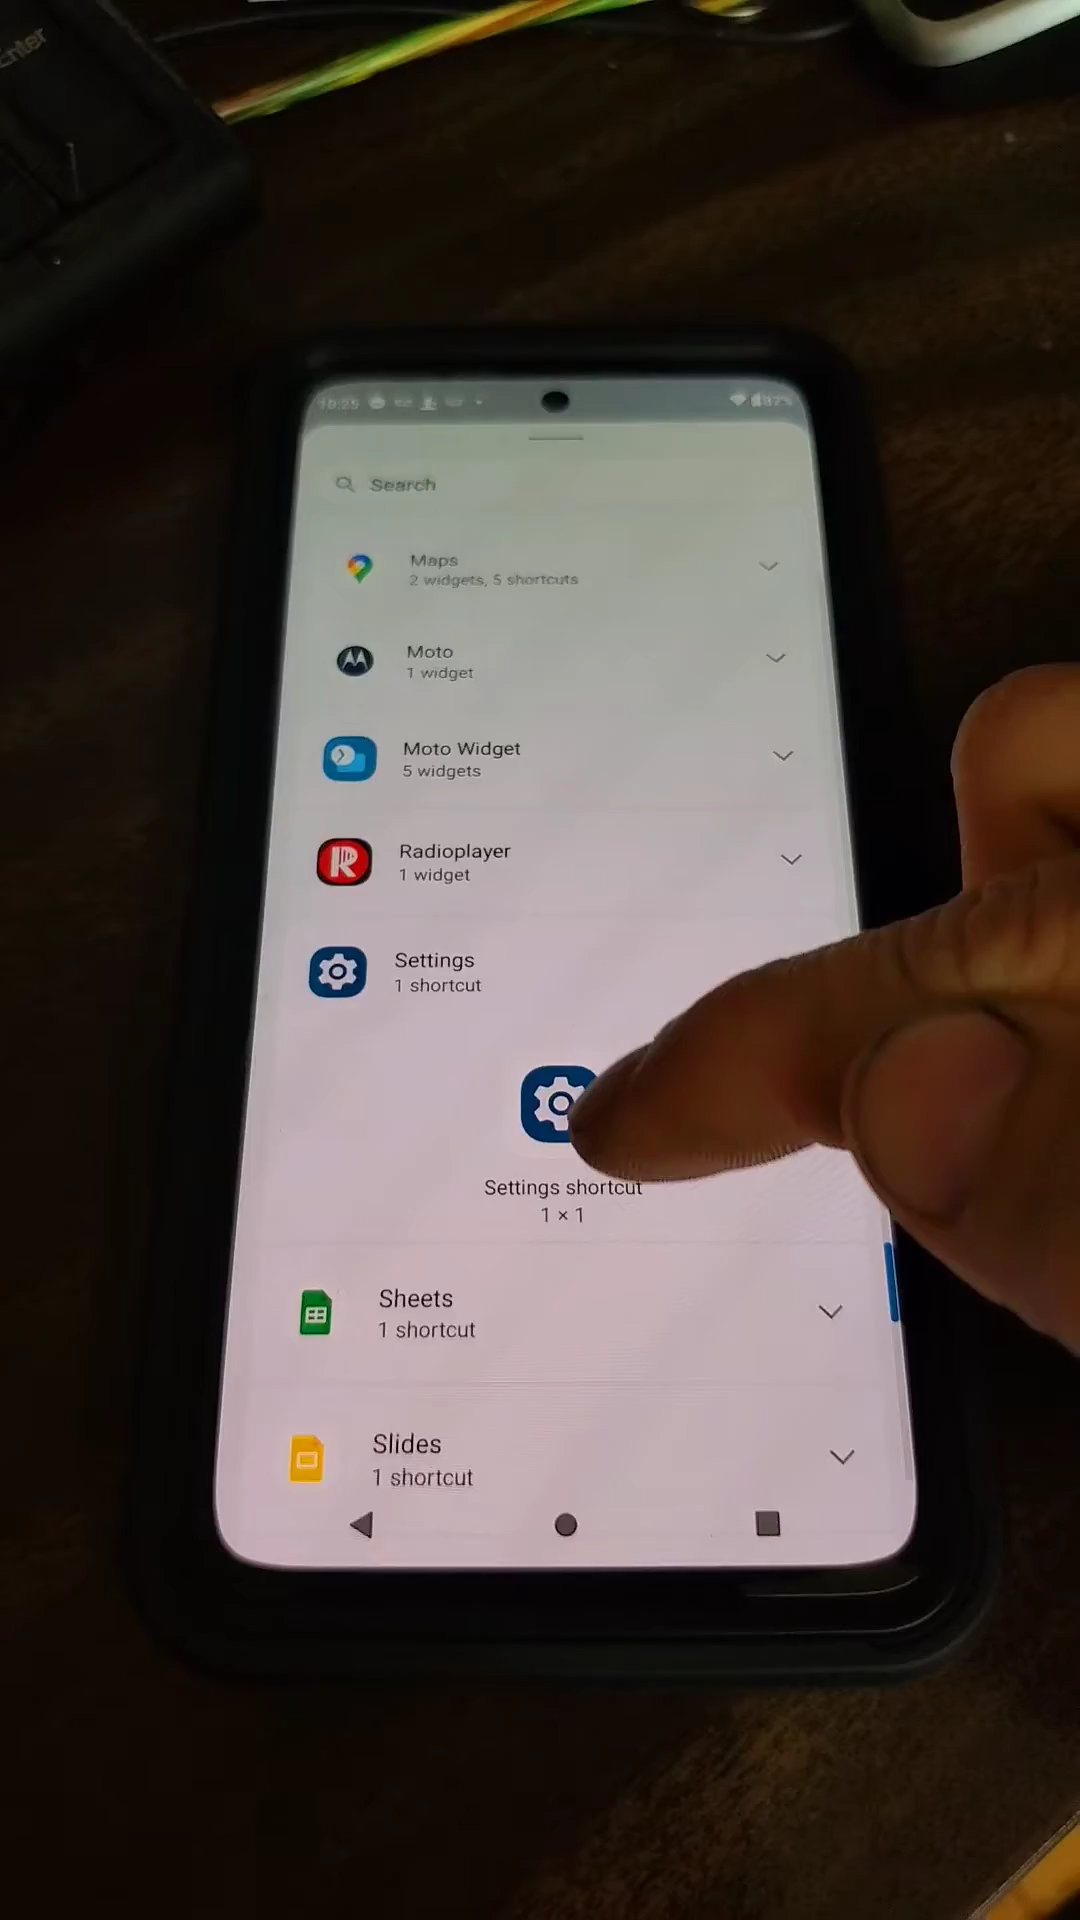 Enter
Search
Maps
2 widgets, 5 shortcuts
Moto
1 widget
Moto Widget
5 widgets
Radioplayer
1 widget
Settings
1 shortcut
Settings shortcut
1 × 1
Sheets
1 shortcut
Slides
1 shortcut